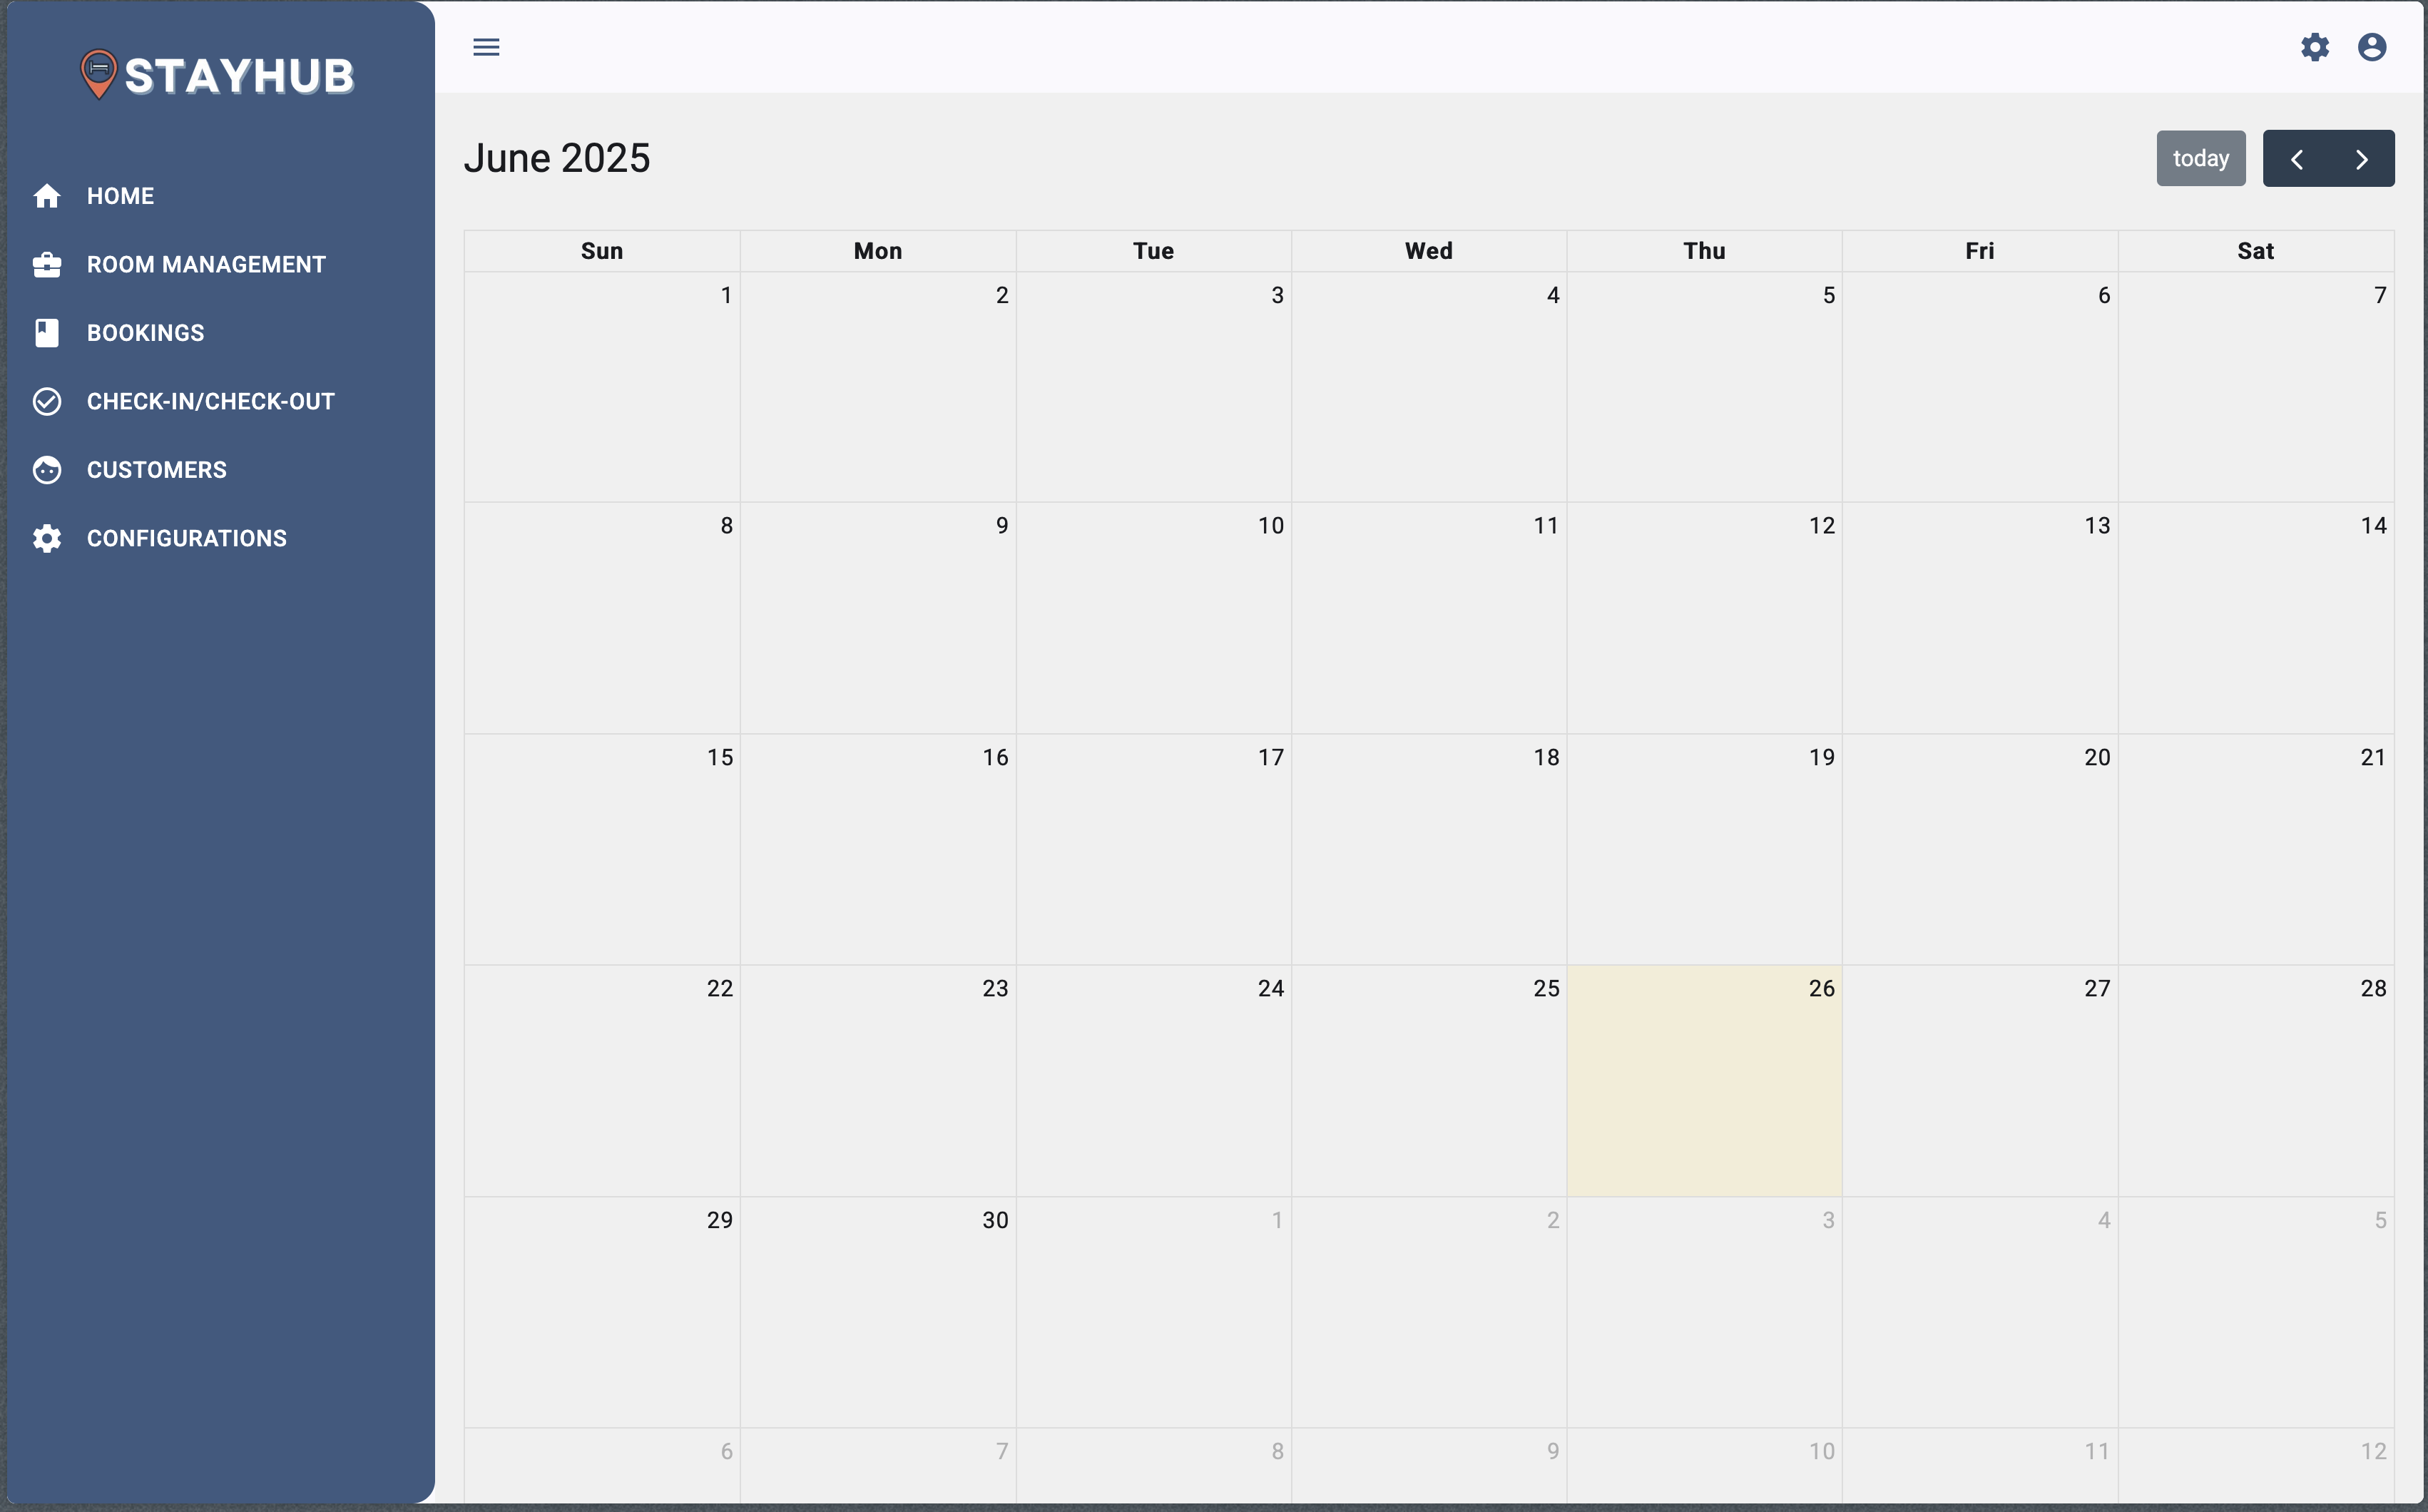 STAYHUB
HOME
ROOM MANAGEMENT
BOOKINGS
CHECK-IN/CHECK-OUT
CUSTOMERS
CONFIGURATIONS
June 2025
today
Sun Mon Tue Wed Thu Fri Sat
1 2 3 4 5 6 7
8 9 10 11 12 13 14
15 16 17 18 19 20 21
22 23 24 25 26 27 28
29 30 1 2 3 4 5
6 7 8 9 10 11 12